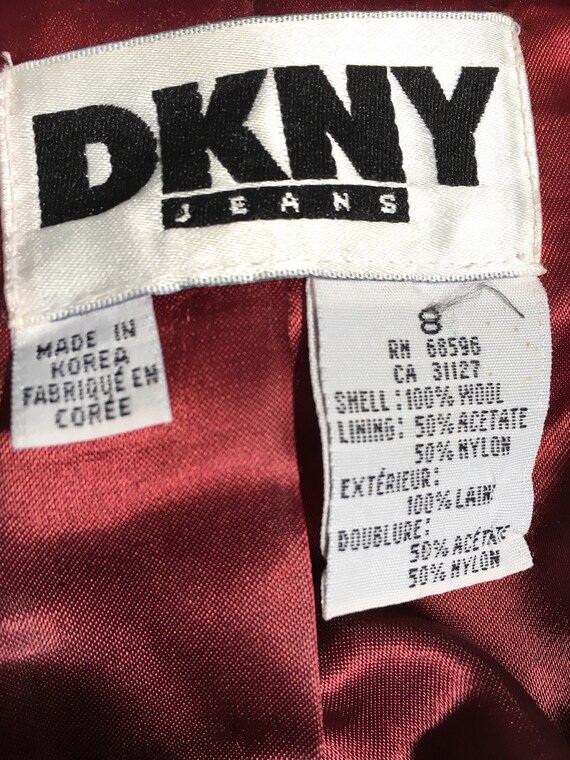 DKNY
JEANS
MADE IN
KOREA
FABRIQUÉ EN
CORÉE
8
RN 68596
CA 31127
SHELL: 100% WOOL
LINING: 50% ACETATE
50% NYLON
EXTÉRIEUR:
100% LAINE
DOUBLURE:
50% ACÉTATE
50% NYLON